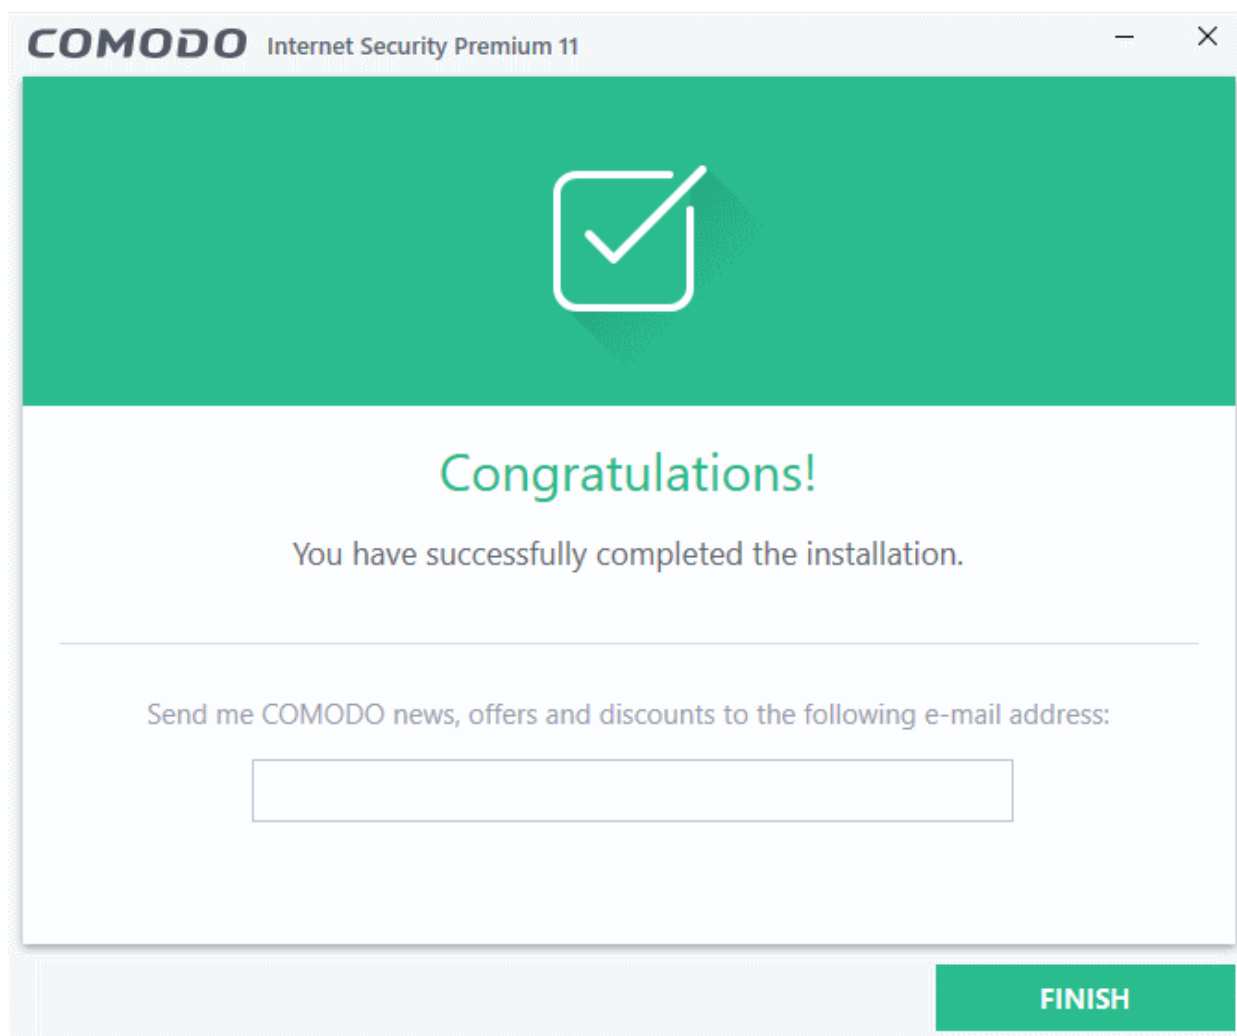 COMODO Internet Security Premium 11
Congratulations!
You have successfully completed the installation.
Send me COMODO news, offers and discounts to the following e-mail address:
FINISH